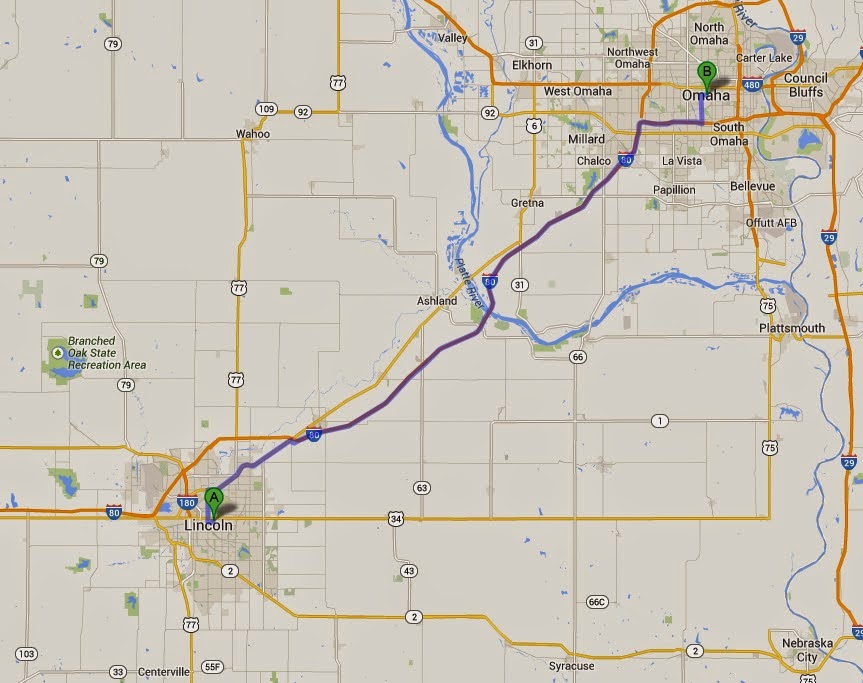 River
Valley
31
North
Omaha
29
79
Northwest
Omaha
Carter Lake
Elkhorn
B
77
480
Council
Bluffs
West Omaha
Omaha
109
92
92
6
South
Omaha
Wahoo
Millard
Chalco
80
La Vista
Papillion
Bellevue
Gretna
Offutt AFB
29
79
Platte River
80
31
77
Ashland
75
Plattsmouth
Branched
Oak State
Recreation Area
66
77
79
1
80
75
29
63
A
180
80
Lincoln
34
2
43
66C
2
77
29
Nebraska
City
2
103
Syracuse
33
Centerville
55F
75